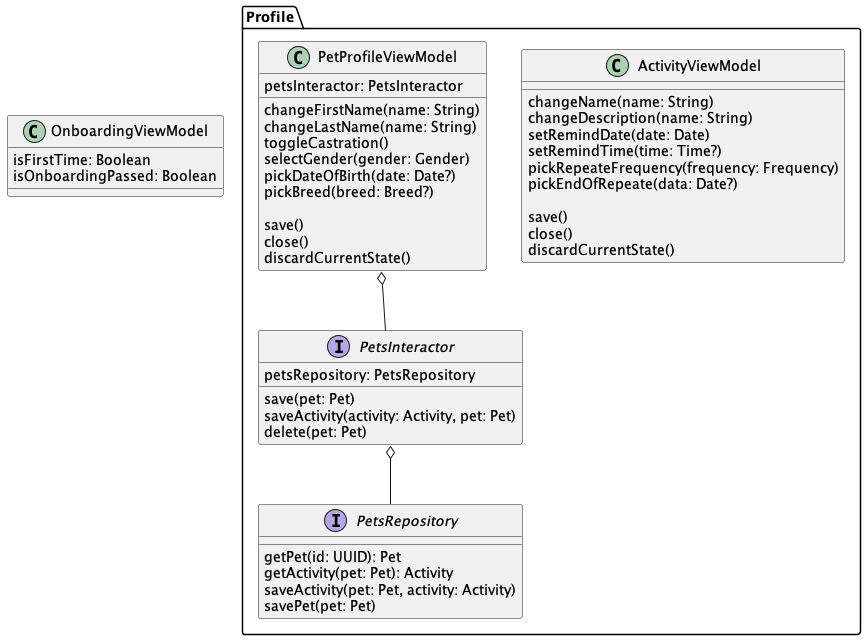 Profile
C PetProfileViewModel
petsInteractor: PetsInteractor
changeFirstName(name: String)
changeLastName(name: String)
toggleCastration()
selectGender(gender: Gender)
pickDateOfBirth(date: Date?)
pickBreed(breed: Breed?)
save()
close()
discardCurrentState()
C ActivityViewModel
changeName(name: String)
changeDescription(name: String)
setRemindDate(date: Date)
setRemindTime(time: Time?)
pickRepeateFrequency(frequency: Frequency)
pickEndOfRepeate(data: Date?)
save()
close()
discardCurrentState()
C OnboardingViewModel
isFirstTime: Boolean
isOnboardingPassed: Boolean
I PetsInteractor
petsRepository: PetsRepository
save(pet: Pet)
saveActivity(activity: Activity, pet: Pet)
delete(pet: Pet)
I PetsRepository
getPet(id: UUID): Pet
getActivity(pet: Pet): Activity
saveActivity(pet: Pet, activity: Activity)
savePet(pet: Pet)